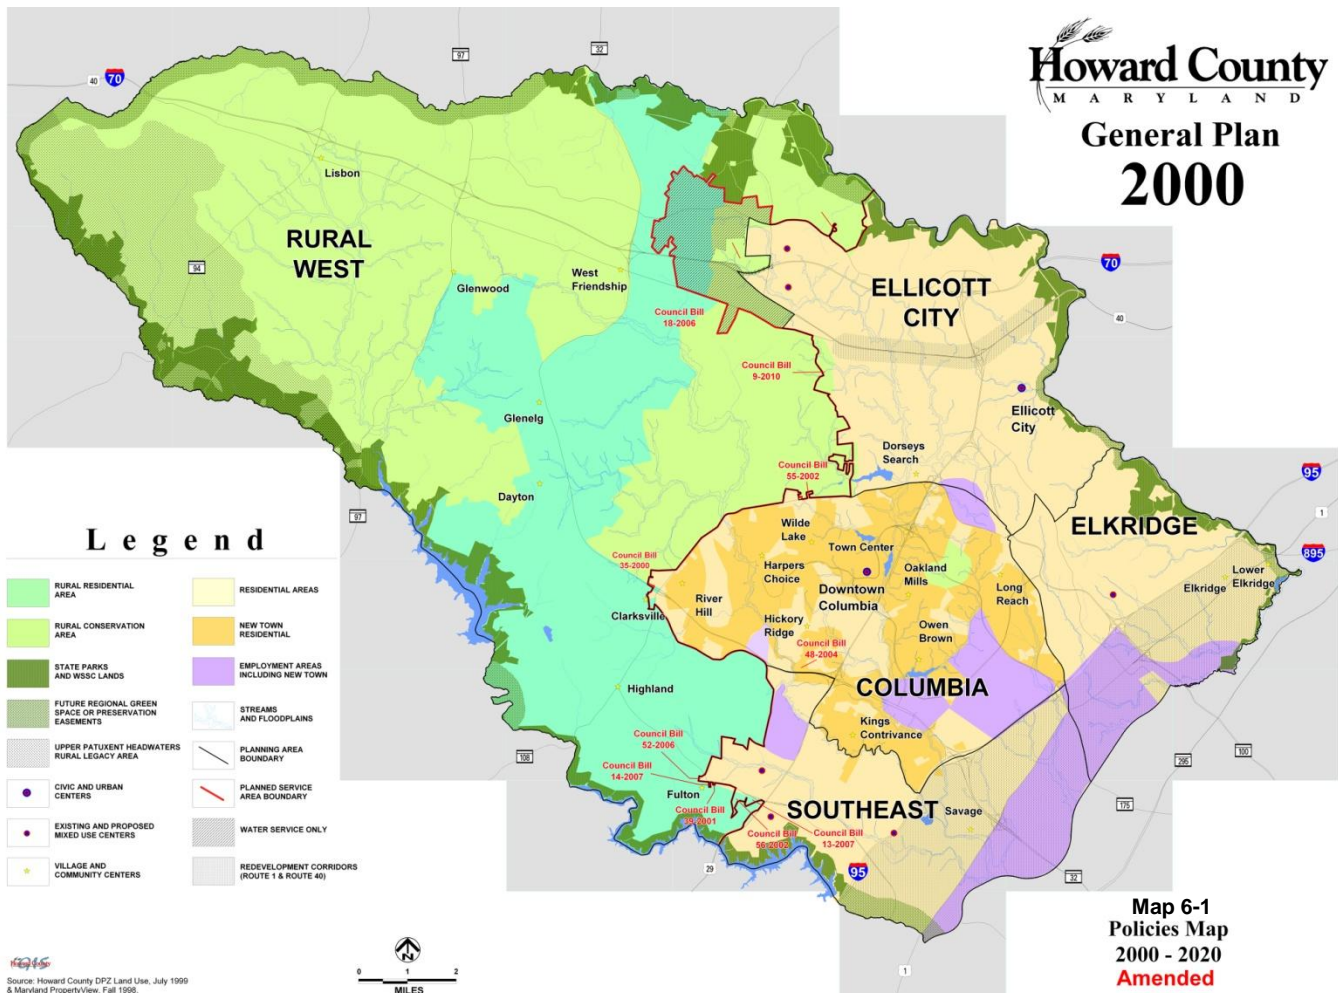 Howard County
MARYLAND
General Plan
2000
97
32
40
70
Lisbon
RURAL
WEST
94
Glenwood
West
Friendship
Council Bill
18-2006
ELLICOTT
CITY
70
40
Council Bill
9-2010
Ellicott
City
Glenelg
Dorseys
Search
Council Bill
55-2002
95
1
Dayton
97
ELKRIDGE
895
Wilde
Lake
Town Center
Council Bill
35-2000
Harpers
Choice
Oakland
Mills
Lower
Elkridge
Elkridge
Long
Reach
Downtown
Columbia
River
Hill
Clarksville
Hickory
Ridge
Owen
Brown
Council Bill
48-2004
Highland
COLUMBIA
Kings
Contrivance
Council Bill
52-2006
108
100
295
Council Bill
14-2007
Fulton
175
Council Bill
39-2001
SOUTHEAST
Savage
Council Bill
56-2002
Council Bill
13-2007
29
95
32
1
Legend
RURAL RESIDENTIAL
AREA
RURAL CONSERVATION
AREA
STATE PARKS
AND WSSC LANDS
FUTURE REGIONAL GREEN
SPACE OR PRESERVATION
EASEMENTS
UPPER PATUXENT HEADWATERS
RURAL LEGACY AREA
CIVIC AND URBAN
CENTERS
EXISTING AND PROPOSED
MIXED USE CENTERS
VILLAGE AND
COMMUNITY CENTERS
RESIDENTIAL AREAS
NEW TOWN
RESIDENTIAL
EMPLOYMENT AREAS
INCLUDING NEW TOWN
STREAMS
AND FLOODPLAINS
PLANNING AREA
BOUNDARY
PLANNED SERVICE
AREA BOUNDARY
WATER SERVICE ONLY
REDEVELOPMENT CORRIDORS
(ROUTE 1 & ROUTE 40)
Source: Howard County DPZ Land Use, July 1999
& Maryland PropertyView, Fall 1998.
N
0 1 2
MILES
Map 6-1
Policies Map
2000 - 2020
Amended